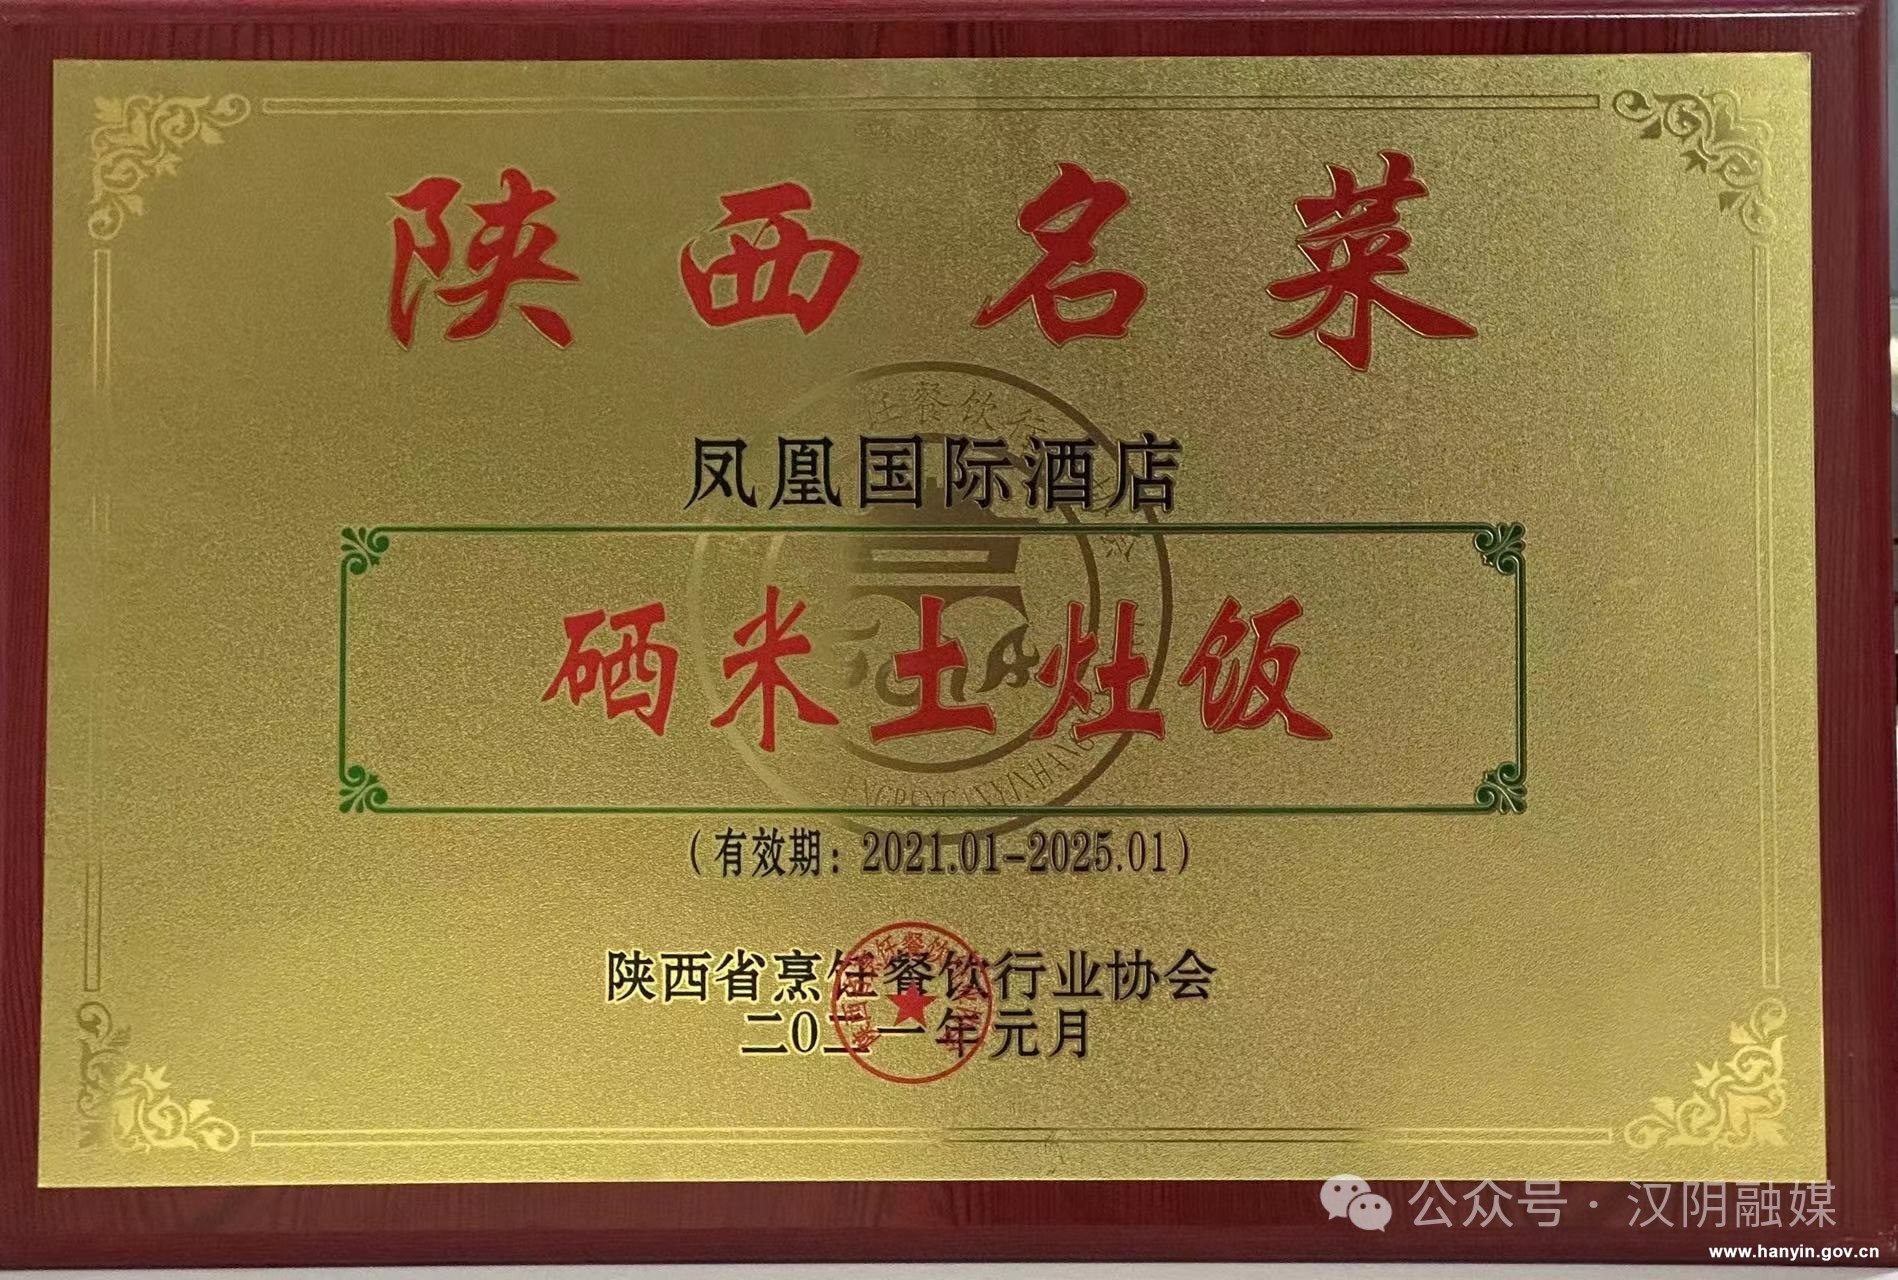 陕西名菜
凤凰国际酒店
硒米土灶饭
（有效期：2021.01-2025.01）
陕西省烹饪餐饮行业协会
二0二一年元月
公众号·汉阴融媒
www.hanyin.gov.cn